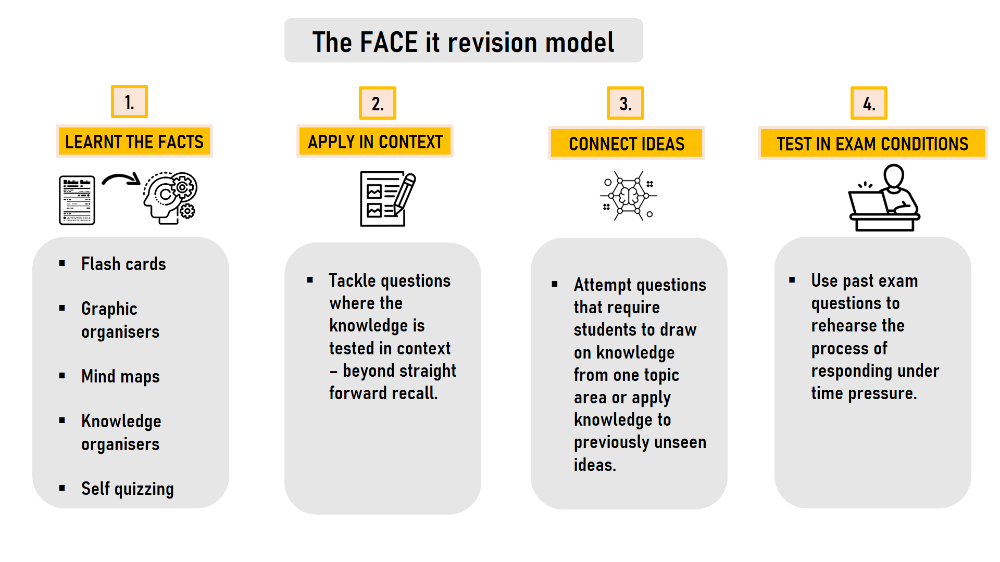 The FACE it revision model
1.
LEARNT THE FACTS
▪ Flash cards
▪ Graphic
organisers
▪ Mind maps
▪ Knowledge
organisers
▪ Self quizzing
2.
APPLY IN CONTEXT
▪ Tackle questions
where the
knowledge is
tested in context
– beyond straight
forward recall.
3.
CONNECT IDEAS
▪ Attempt questions
that require
students to draw
on knowledge
from one topic
area or apply
knowledge to
previously unseen
ideas.
4.
TEST IN EXAM CONDITIONS
▪ Use past exam
questions to
rehearse the
process of
responding under
time pressure.